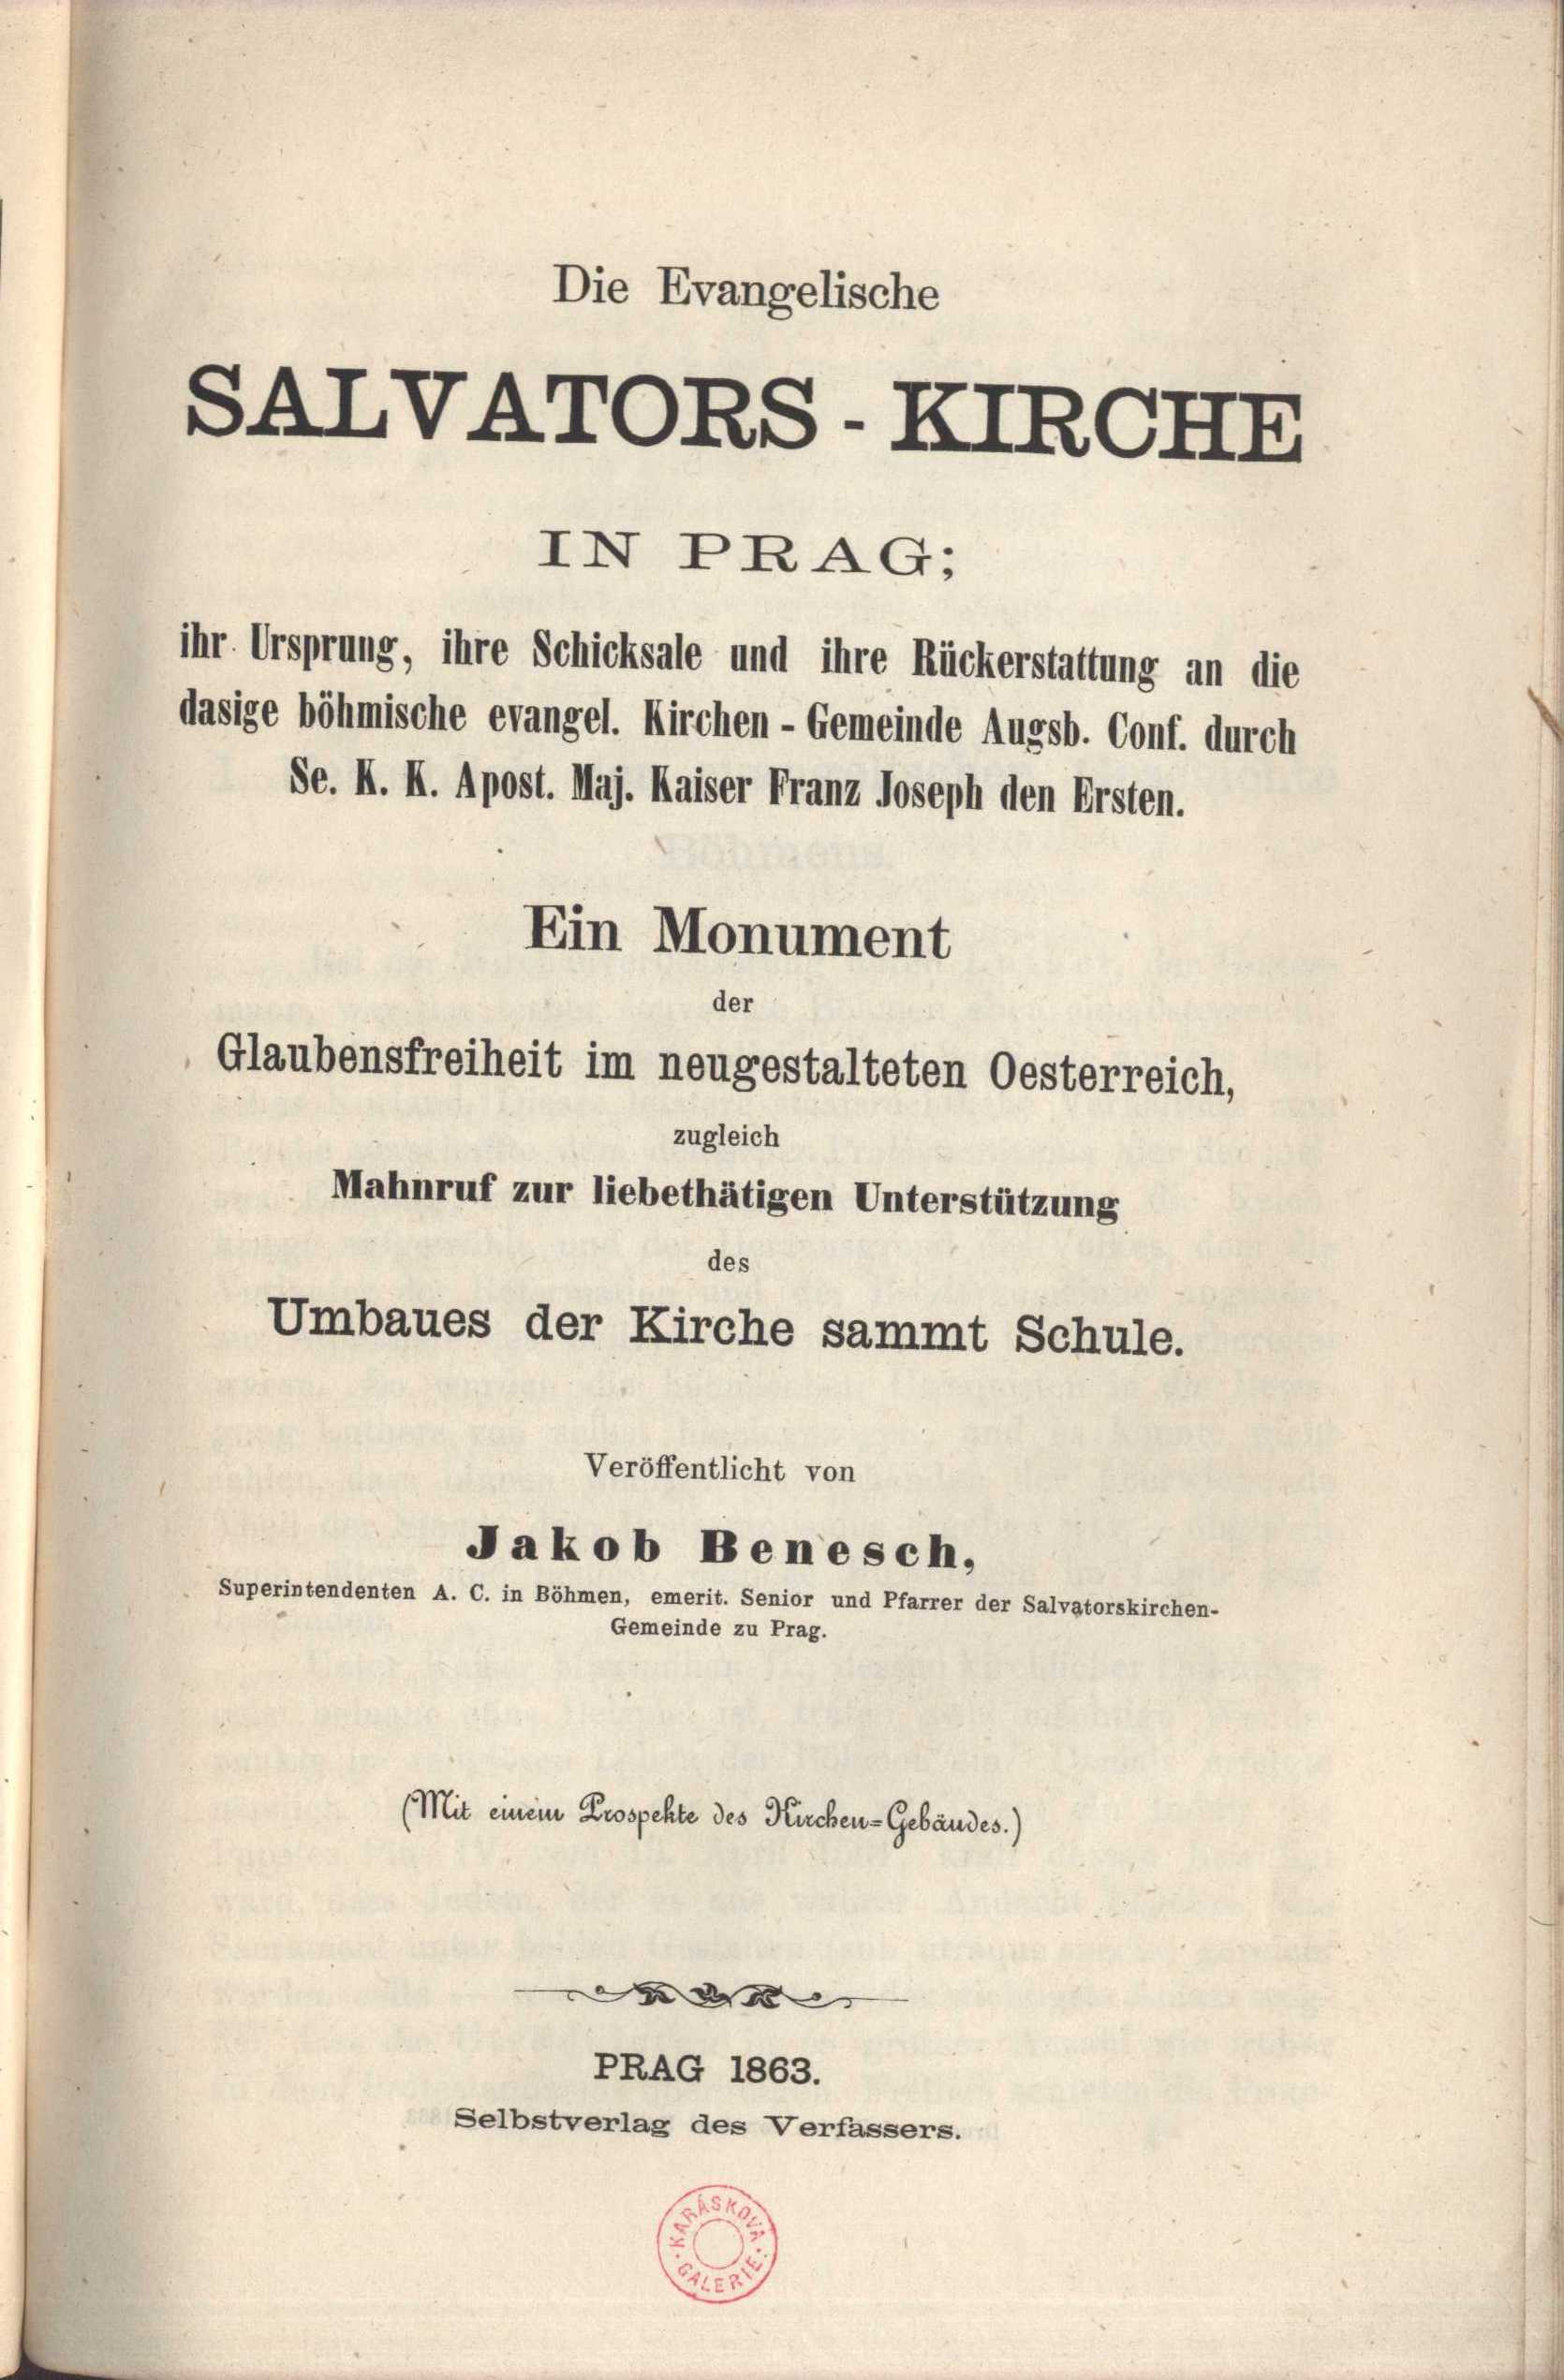 Die Evangelische
SALVATORS - KIRCHE
IN PRAG;
ihr Ursprung, ihre Schicksale und ihre Rückerstattung an die
dasige böhmische evangel. Kirchen - Gemeinde Augsb. Conf. durch
Se. K. K. Apost. Maj. Kaiser Franz Joseph den Ersten.
Ein Monument
der
Glaubensfreiheit im neugestalteten Oesterreich,
zugleich
Mahnruf zur liebethätigen Unterstützung
des
Umbaues der Kirche sammt Schule.
Veröffentlicht von
Jakob Benesch,
Superintendenten A. C. in Böhmen, emerit. Senior und Pfarrer der Salvatorskirchen-
Gemeinde zu Prag.
(Mit einem Prospekte des Kirchen=Gebäudes.)
PRAG 1863.
Selbstverlag des Verfassers.
KARÁSKOVA
GALERIE